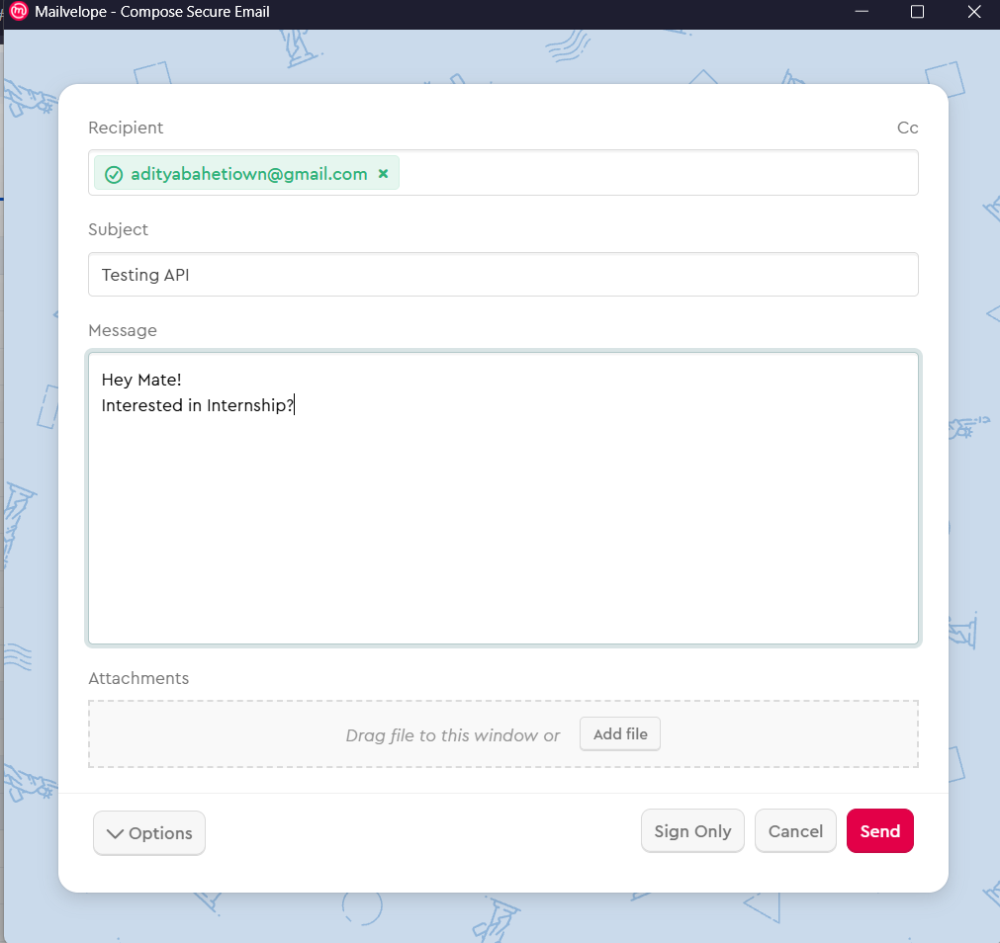 Mailvelope - Compose Secure Email
Recipient
Cc
adityabahetiown@gmail.com
Subject
Testing API
Message
Hey Mate!
Interested in Internship?
Attachments
Drag file to this window or
Add file
Options
Sign Only
Cancel
Send